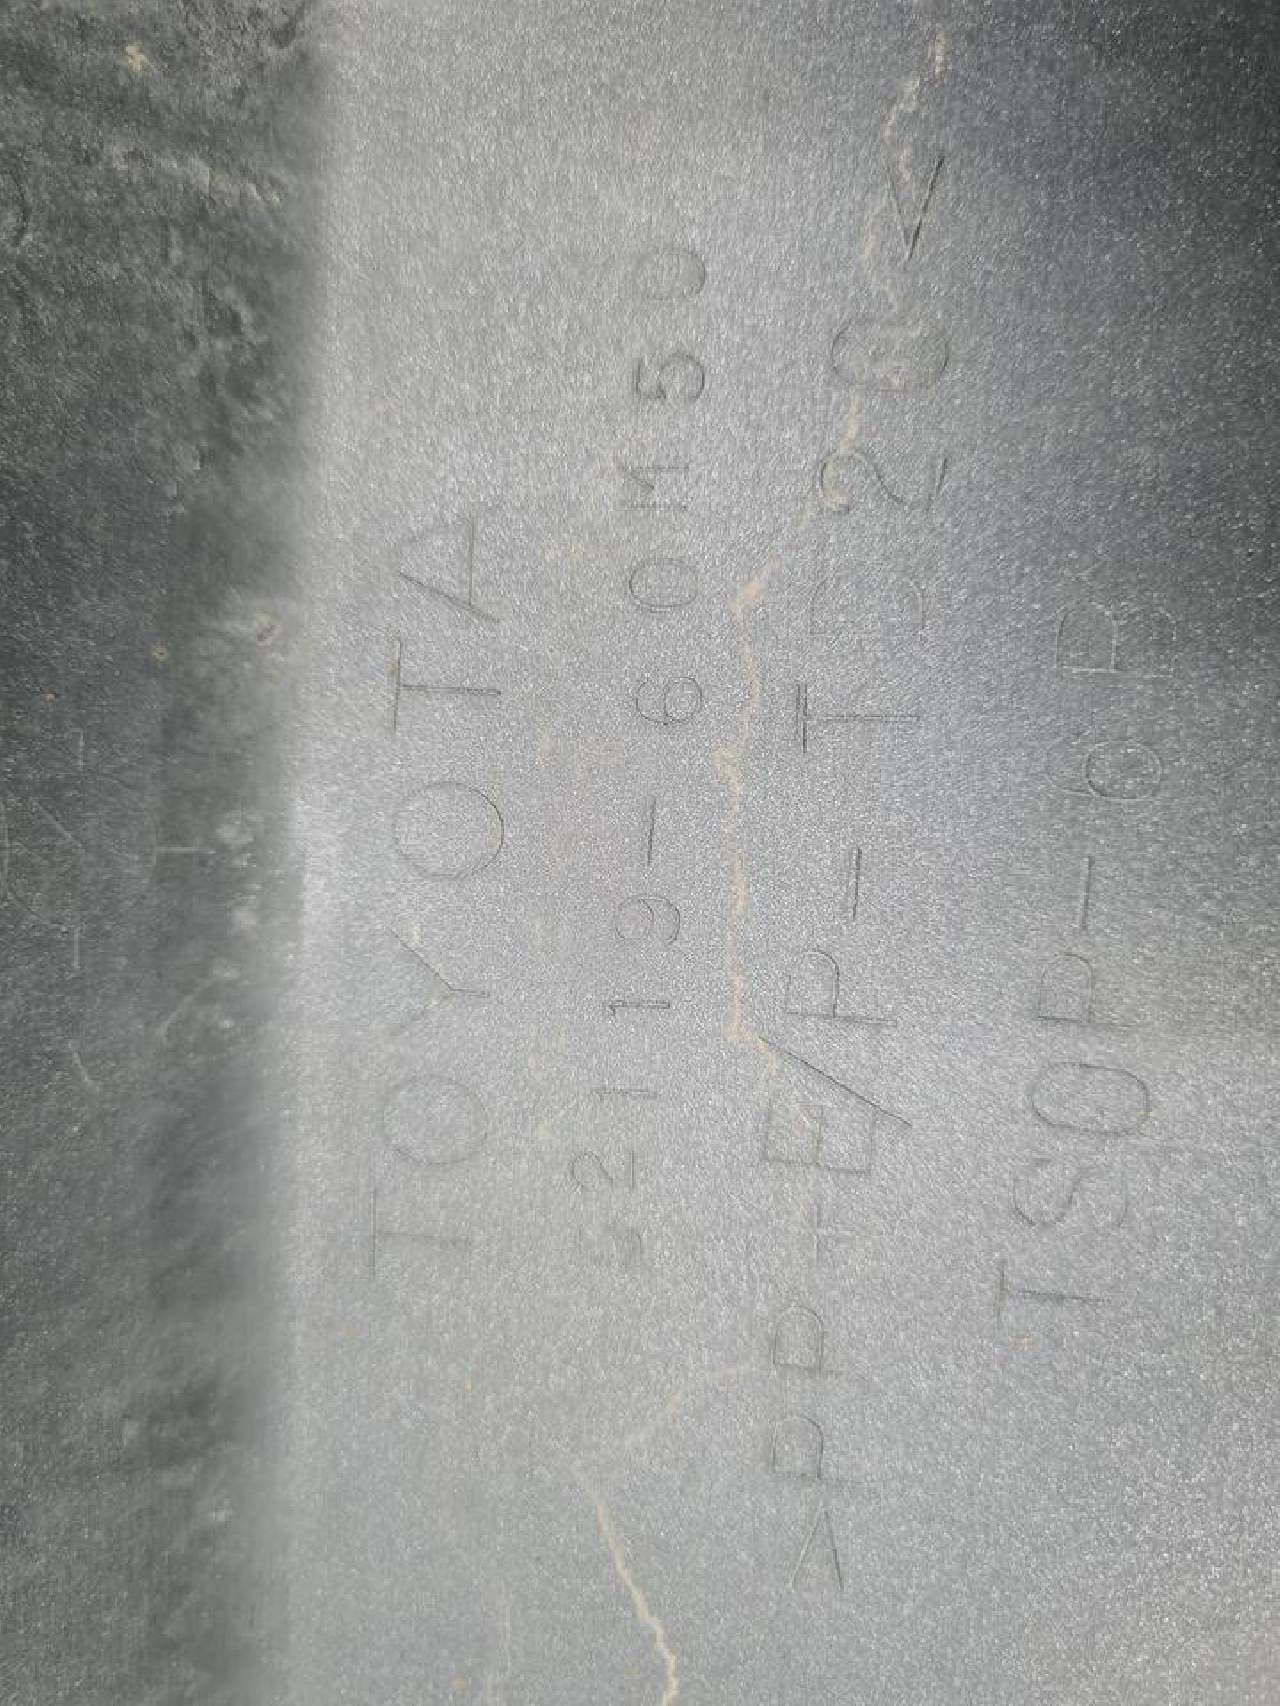 TOYOTA
52119-60M50
>PP+E/P-TD20<
TSOP-6P